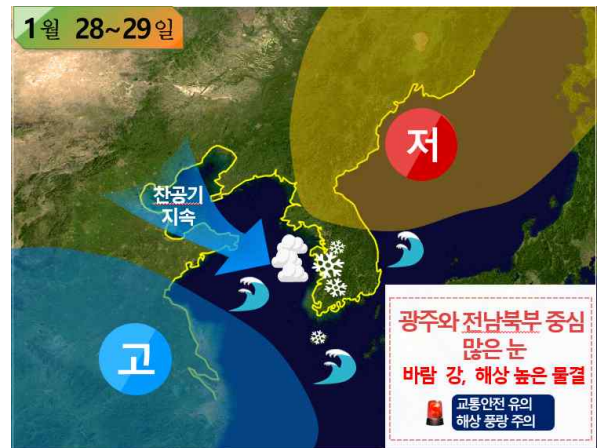 1월 28~29일
저
찬공기
지속
고
광주와 전남북부 중심
많은 눈
바람 강, 해상 높은 물결
교통안전 유의
해상 풍랑 주의